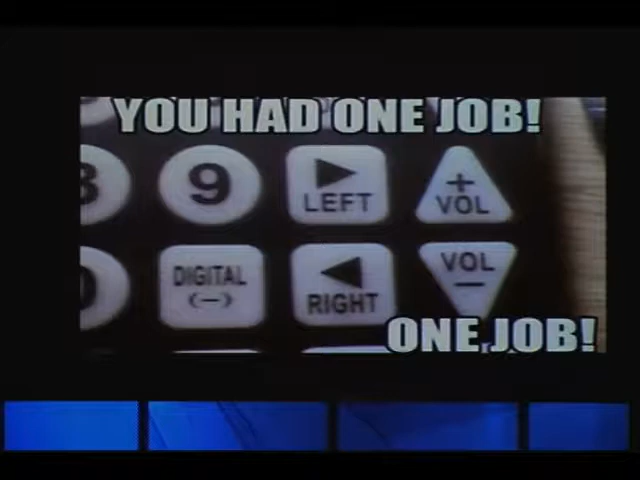 YOU HAD ONE JOB!
9
LEFT
+
VOL
DIGITAL
(-)
RIGHT
VOL
-
ONE JOB!